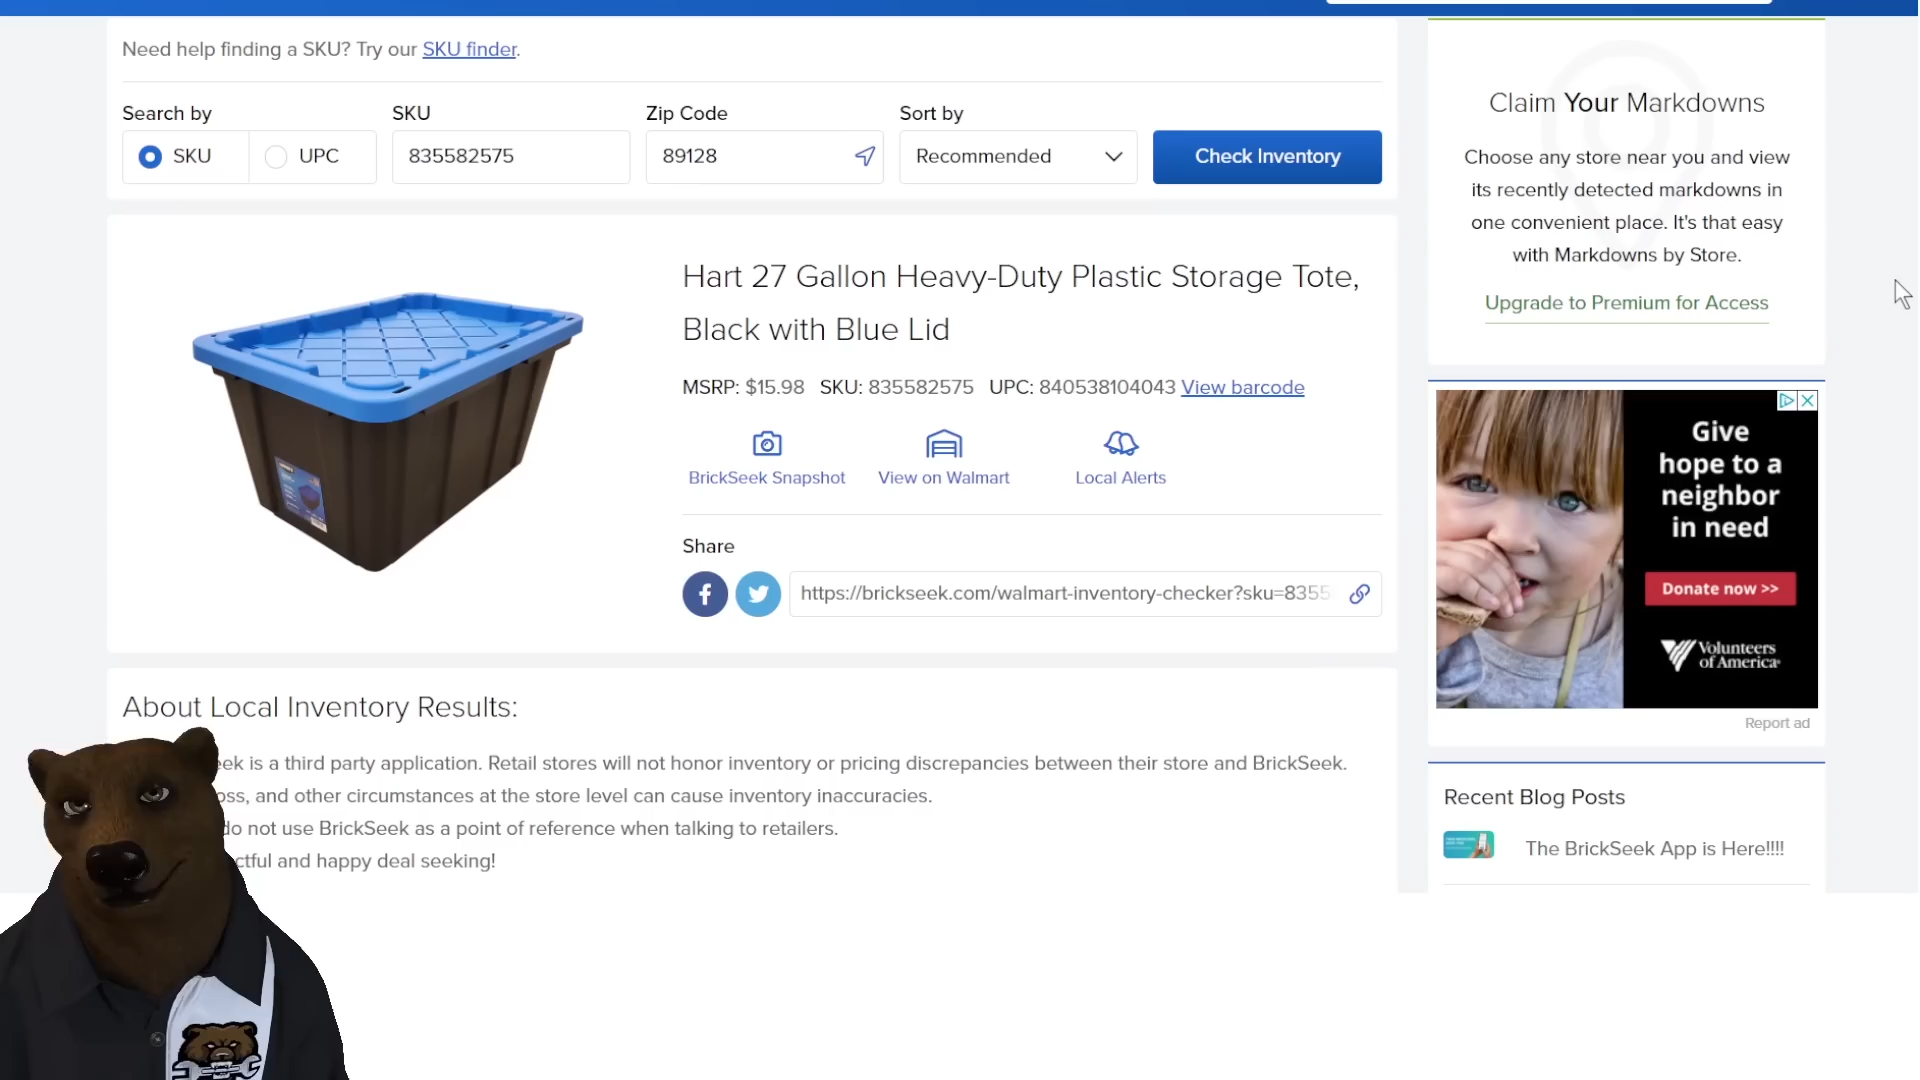 Need help finding a SKU? Try our SKU finder.
Search by
SKU
Zip Code
Sort by
SKU
UPC
835582575
89128
Recommended
Check Inventory
Hart 27 Gallon Heavy-Duty Plastic Storage Tote,
Black with Blue Lid
MSRP: $15.98 SKU: 835582575 UPC: 840538104043 View barcode
BrickSeek Snapshot
View on Walmart
Local Alerts
Share
https://brickseek.com/walmart-inventory-checker?sku=8355
About Local Inventory Results:
eek is a third party application. Retail stores will not honor inventory or pricing discrepancies between their store and BrickSeek.
oss, and other circumstances at the store level can cause inventory inaccuracies.
do not use BrickSeek as a point of reference when talking to retailers.
ctful and happy deal seeking!
Claim Your Markdowns
Choose any store near you and view
its recently detected markdowns in
one convenient place. It's that easy
with Markdowns by Store.
Upgrade to Premium for Access
Give
hope to a
neighbor
in need
Donate now >>
Volunteers
of America
Report ad
Recent Blog Posts
The BrickSeek App is Here!!!!